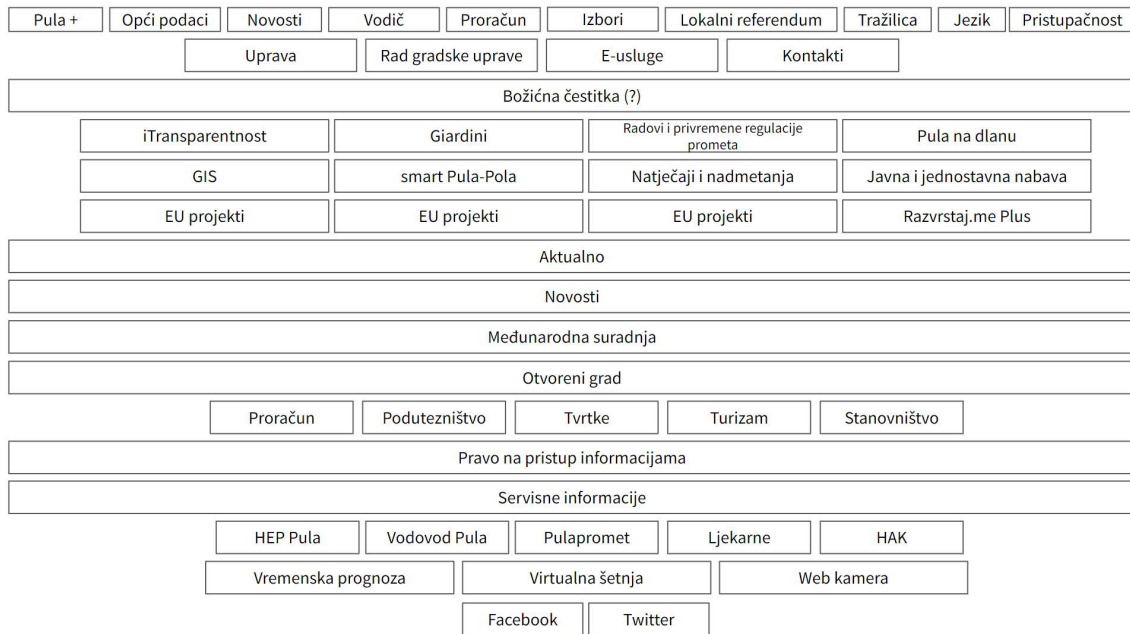 Pula +
Opći podaci
Novosti
Vodič
Proračun
Izbori
Lokalni referendum
Tražilica
Jezik
Pristupačnost
Uprava
Rad gradske uprave
E-usluge
Kontakti
Božićna čestitka (?)
iTransparentnost
Giardini
Radovi i privremene regulacije
prometa
Pula na dlanu
GIS
smart Pula-Pola
Natječaji i nadmetanja
Javna i jednostavna nabava
EU projekti
EU projekti
EU projekti
Razvrstaj.me Plus
Aktualno
Novosti
Međunarodna suradnja
Otvoreni grad
Proračun
Podutezništvo
Tvrtke
Turizam
Stanovništvo
Pravo na pristup informacijama
Servisne informacije
HEP Pula
Vodovod Pula
Pulapromet
Ljekarne
HAK
Vremenska prognoza
Virtualna šetnja
Web kamera
Facebook
Twitter